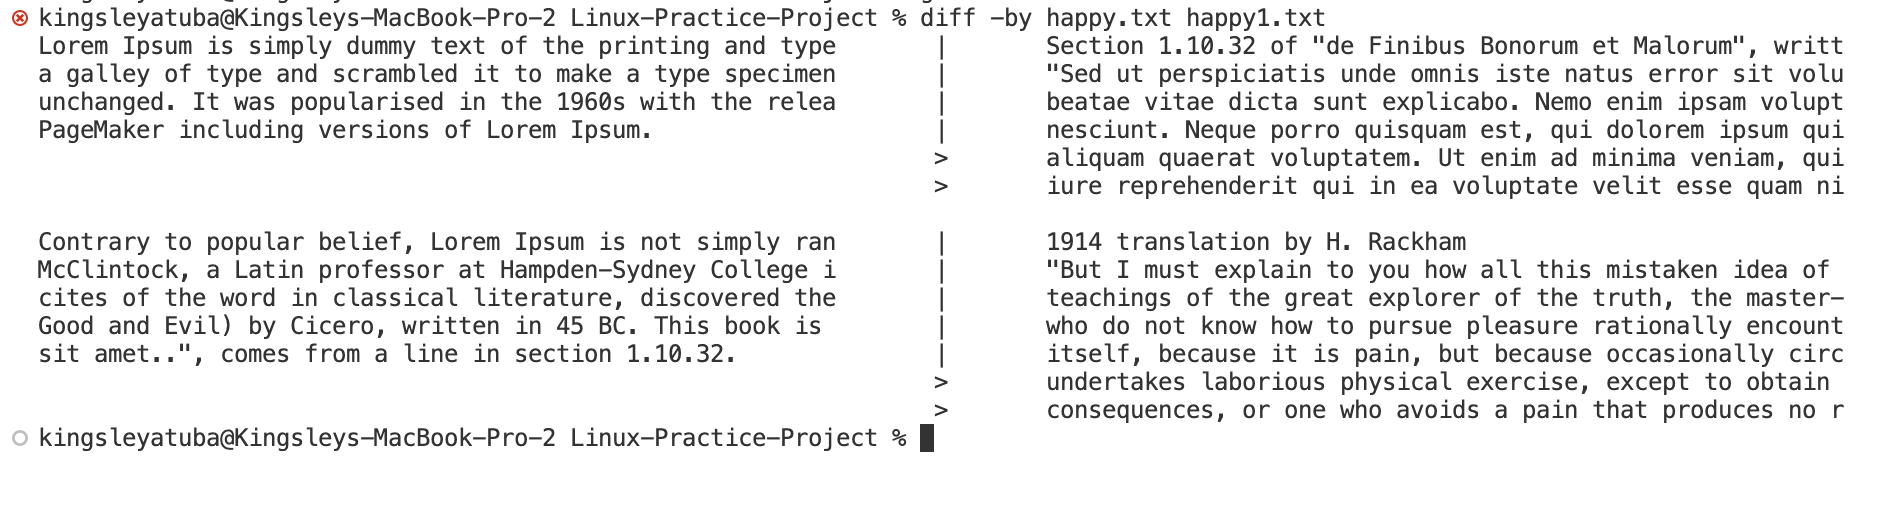 kingsleyatuba@Kingsleys-MacBook-Pro-2 Linux-Practice-Project % diff -by happy.txt happy1.txt
Lorem Ipsum is simply dummy text of the printing and type | Section 1.10.32 of "de Finibus Bonorum et Malorum", writt
a galley of type and scrambled it to make a type specimen | "Sed ut perspiciatis unde omnis iste natus error sit volu
unchanged. It was popularised in the 1960s with the relea | beatae vitae dicta sunt explicabo. Nemo enim ipsam volupt
PageMaker including versions of Lorem Ipsum. | nesciunt. Neque porro quisquam est, qui dolorem ipsum qui
> aliquam quaerat voluptatem. Ut enim ad minima veniam, qui
> iure reprehenderit qui in ea voluptate velit esse quam ni
Contrary to popular belief, Lorem Ipsum is not simply ran | 1914 translation by H. Rackham
McClintock, a Latin professor at Hampden-Sydney College i | "But I must explain to you how all this mistaken idea of
cites of the word in classical literature, discovered the | teachings of the great explorer of the truth, the master-
Good and Evil) by Cicero, written in 45 BC. This book is | who do not know how to pursue pleasure rationally encount
sit amet..", comes from a line in section 1.10.32. | itself, because it is pain, but because occasionally circ
> undertakes laborious physical exercise, except to obtain
> consequences, or one who avoids a pain that produces no r
kingsleyatuba@Kingsleys-MacBook-Pro-2 Linux-Practice-Project %